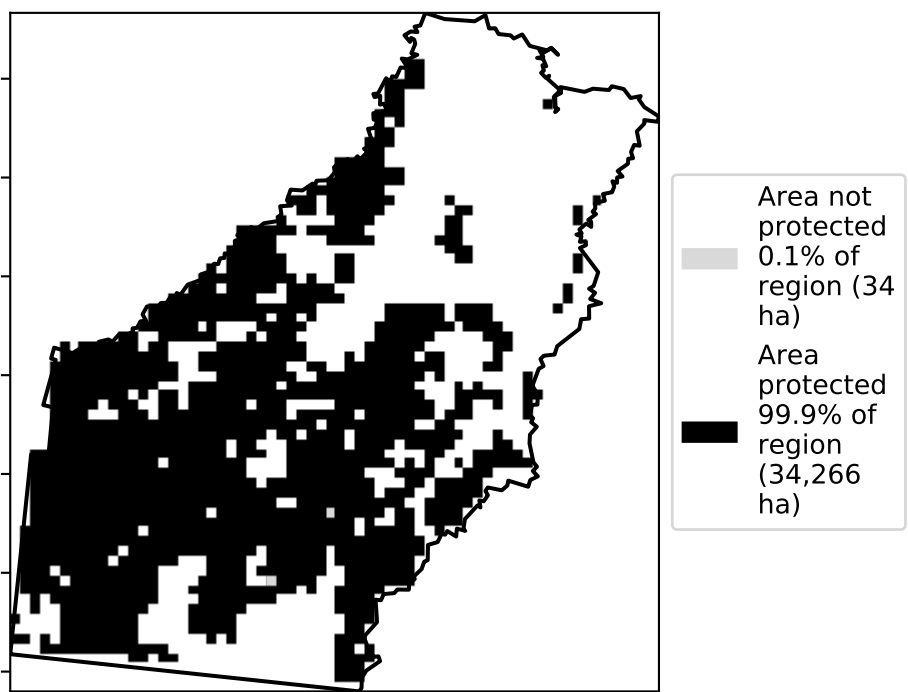 Area not
protected
0.1% of
region (34
ha)
Area
protected
99.9% of
region
(34,266
ha)